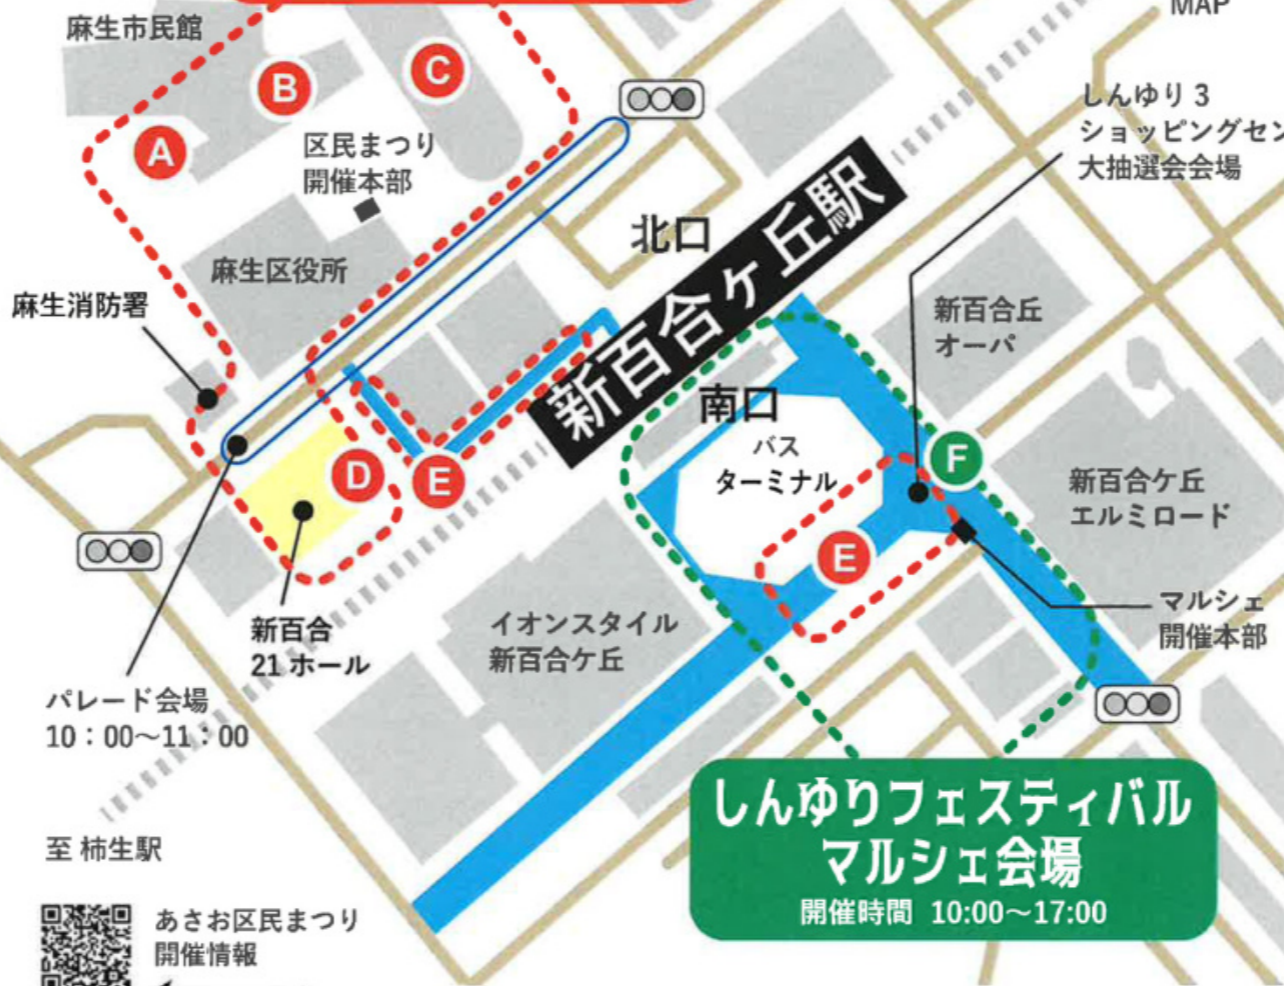 MAP
麻生市民館
B
C
A
区民まつり
開催本部
しんゆり3
ショッピングセン
大抽選会会場
北口
新百合ヶ丘駅
麻生区役所
麻生消防署
新百合丘
オーパ
南口
バス
ターミナル
D
E
F
新百合ケ丘
エルミロード
E
新百合
21ホール
イオンスタイル
新百合ケ丘
マルシェ
開催本部
パレード会場
10：00〜11：00
しんゆりフェスティバル
マルシェ会場
開催時間 10:00〜17:00
至 柿生駅
あさお区民まつり
開催情報